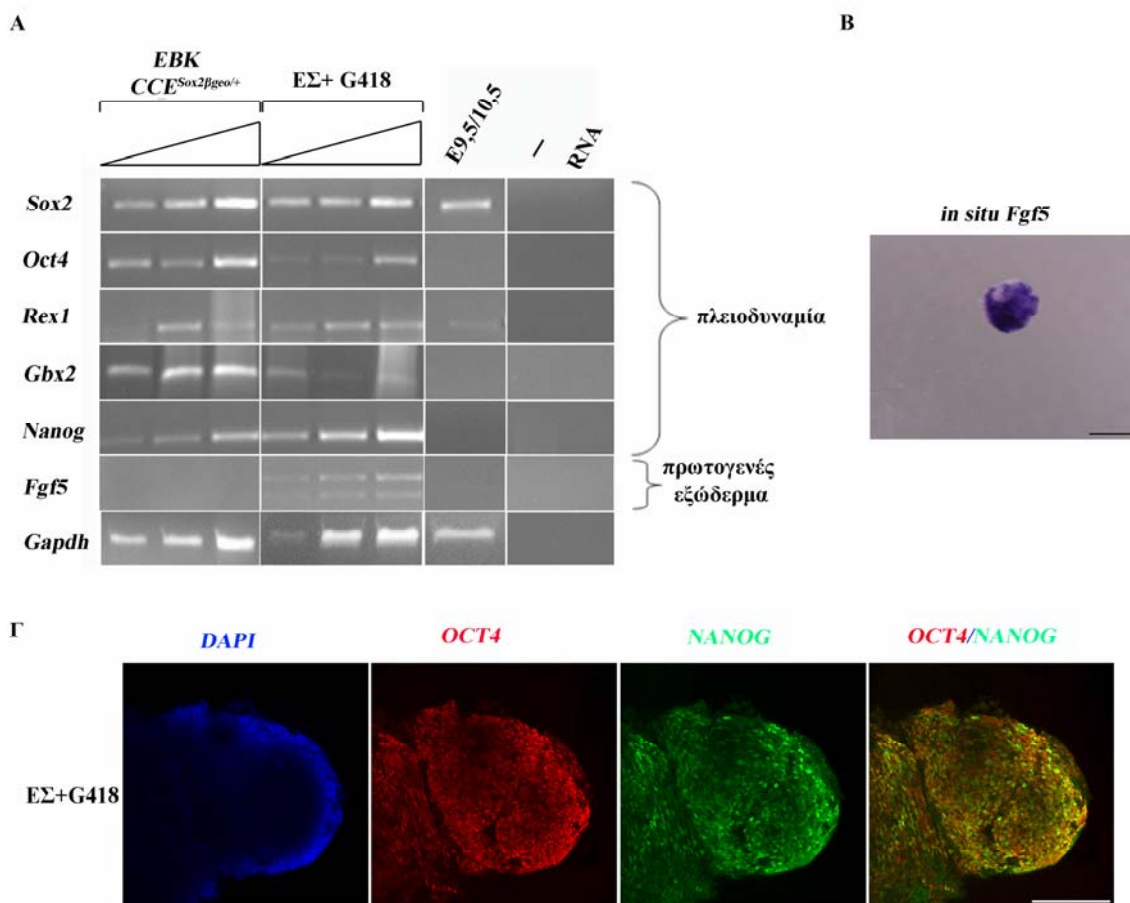 A
B
EBK
CCE^Sox2βgeo/+
ΕΣ+ G418
E9,5/10,5
—
RNA
Sox2
Oct4
Rex1
Gbx2
Nanog
Fgf5
Gapdh
πλειοδυναμία
πρωτογενές
εξώδερμα
in situ Fgf5
Γ
DAPI
OCT4
NANOG
OCT4/NANOG
ΕΣ+G418